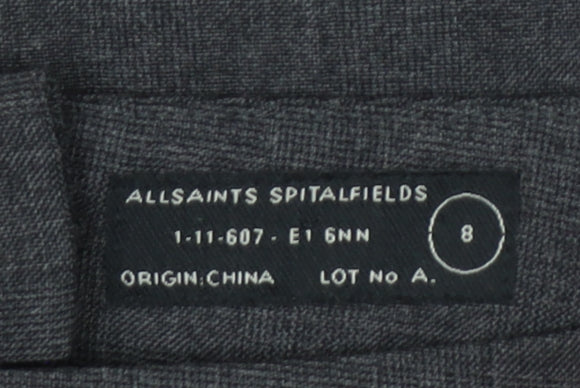 ALLSAINTS SPITALFIELDS
1-11-607 - E1 6NN
8
ORIGIN:CHINA LOT No A.